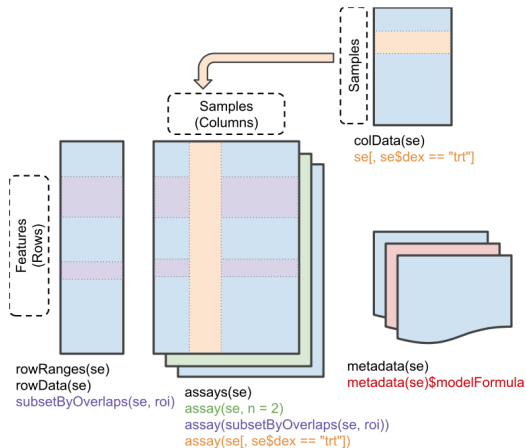 Samples
colData(se)
se[, se$dex == "trt"]
Samples
(Columns)
Features
(Rows)
rowRanges(se)
rowData(se)
subsetByOverlaps(se, roi)
assays(se)
assay(se, n = 2)
assay(subsetByOverlaps(se, roi))
assay(se[, se$dex == "trt"])
metadata(se)
metadata(se)$modelFormula